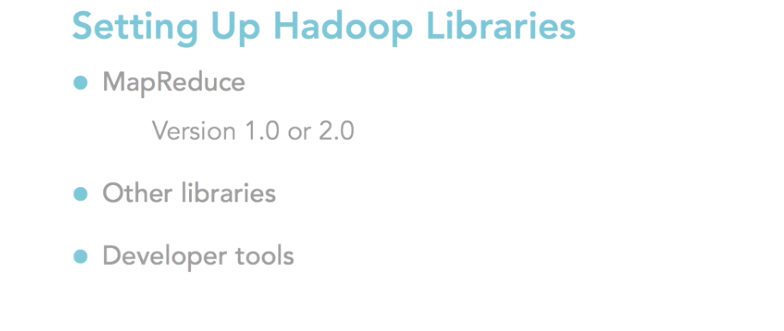 Setting Up Hadoop Libraries
● MapReduce
Version 1.0 or 2.0
● Other libraries
● Developer tools